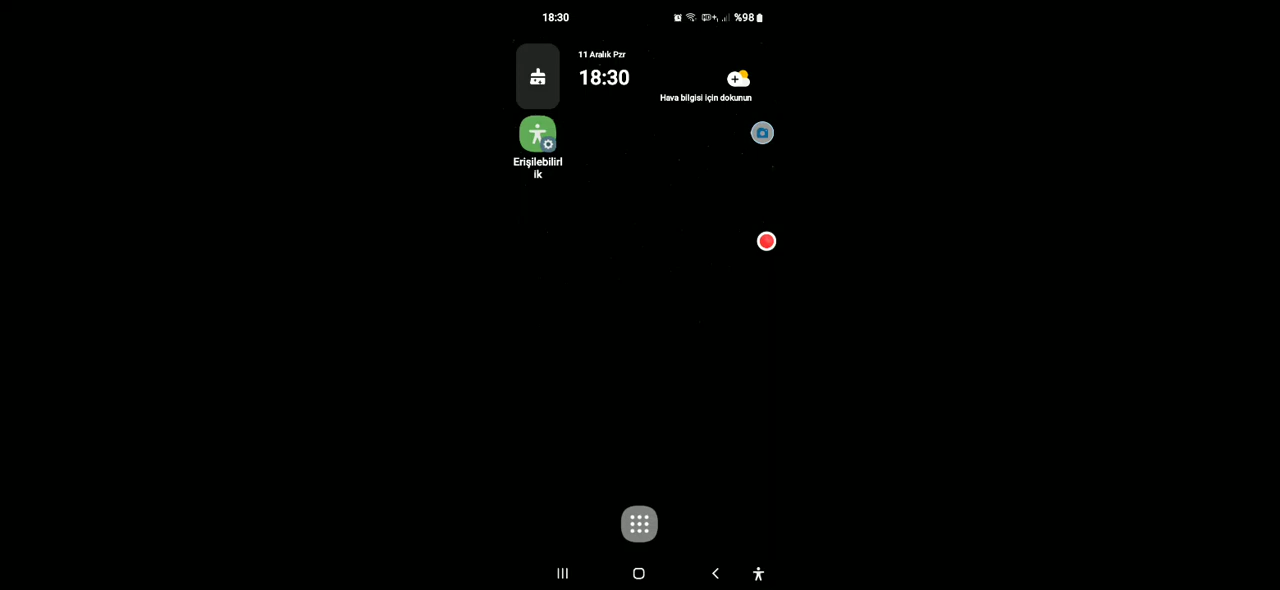 18:30
%98
11 Aralık Pzr
18:30
Hava bilgisi için dokunun
Erişilebilirl
ik